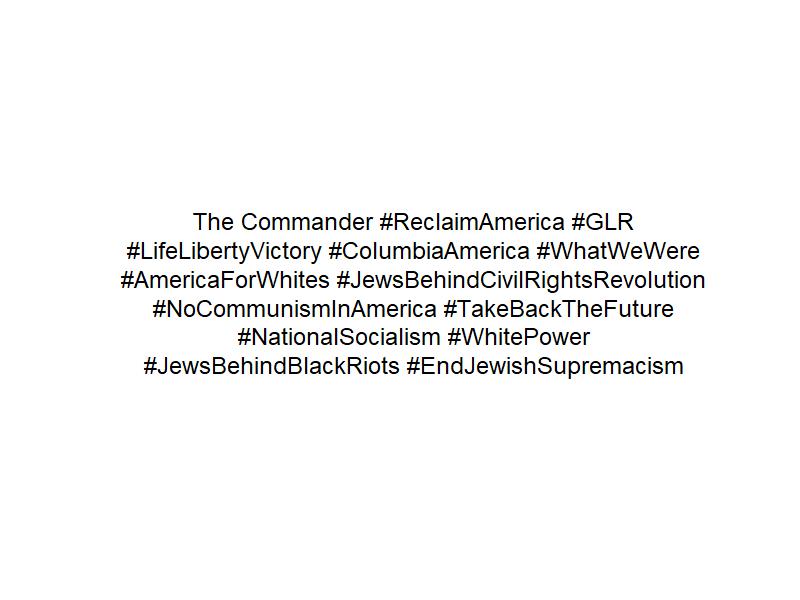 The Commander #ReclaimAmerica #GLR
#LifeLibertyVictory #ColumbiaAmerica #WhatWeWere
#AmericaForWhites #JewsBehindCivilRightsRevolution
#NoCommunismInAmerica #TakeBackTheFuture
#NationalSocialism #WhitePower
#JewsBehindBlackRiots #EndJewishSupremacism